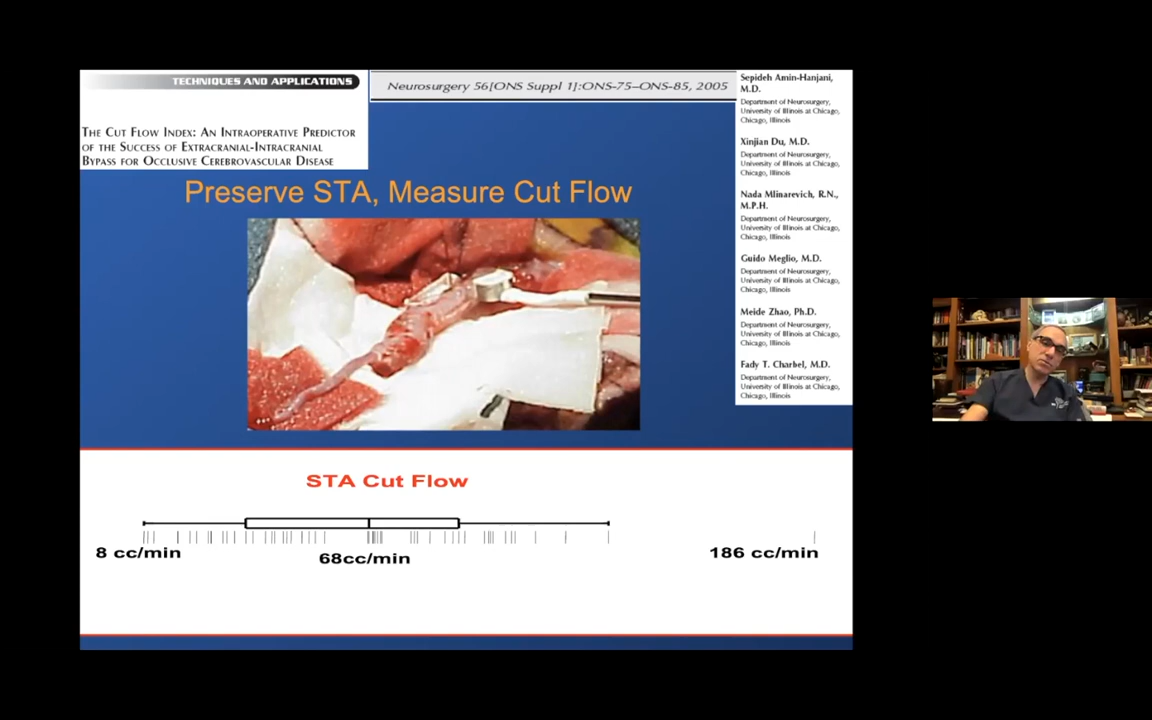 TECHNIQUES AND APPLICATIONS
Neurosurgery 56[ONS Suppl 1]:ONS-75–ONS-85, 2005
THE CUT FLOW INDEX: AN INTRAOPERATIVE PREDICTOR
OF THE SUCCESS OF EXTRACRANIAL-INTRACRANIAL
BYPASS FOR OCCLUSIVE CEREBROVASCULAR DISEASE
Sepideh Amin-Hanjani,
M.D.
Department of Neurosurgery,
University of Illinois at Chicago,
Chicago, Illinois
Xinjian Du, M.D.
Department of Neurosurgery,
University of Illinois at Chicago,
Chicago, Illinois
Nada Mlinarevich, R.N.,
M.P.H.
Department of Neurosurgery,
University of Illinois at Chicago,
Chicago, Illinois
Guido Meglio, M.D.
Department of Neurosurgery,
University of Illinois at Chicago,
Chicago, Illinois
Meide Zhao, Ph.D.
Department of Neurosurgery,
University of Illinois at Chicago,
Chicago, Illinois
Fady T. Charbel, M.D.
Department of Neurosurgery,
University of Illinois at Chicago,
Chicago, Illinois
Preserve STA, Measure Cut Flow
STA Cut Flow
8 cc/min
68cc/min
186 cc/min